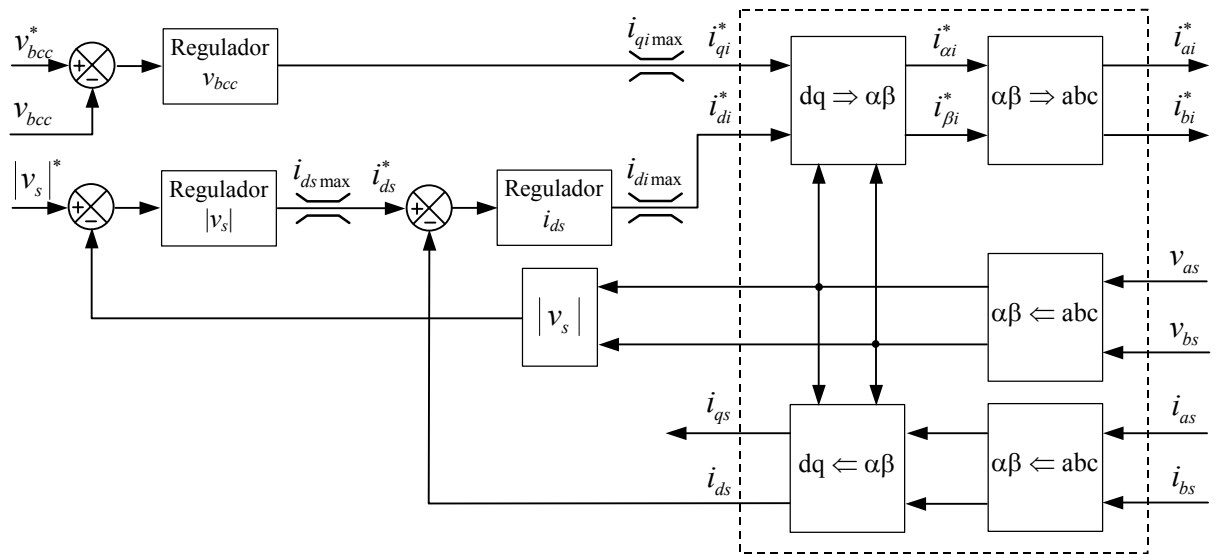 v*bcc
+
−
Regulador
vbcc
iqi max
i*qi
dq ⇒ αβ
i*αi
αβ ⇒ abc
i*ai
vbcc
i*di
i*βi
i*bi
|vs|*
+
−
Regulador
|vs|
ids max
i*ds
+
−
Regulador
ids
idi max
|vs|
αβ ⇐ abc
vas
vbs
iqs
dq ⇐ αβ
αβ ⇐ abc
ias
ids
ibs